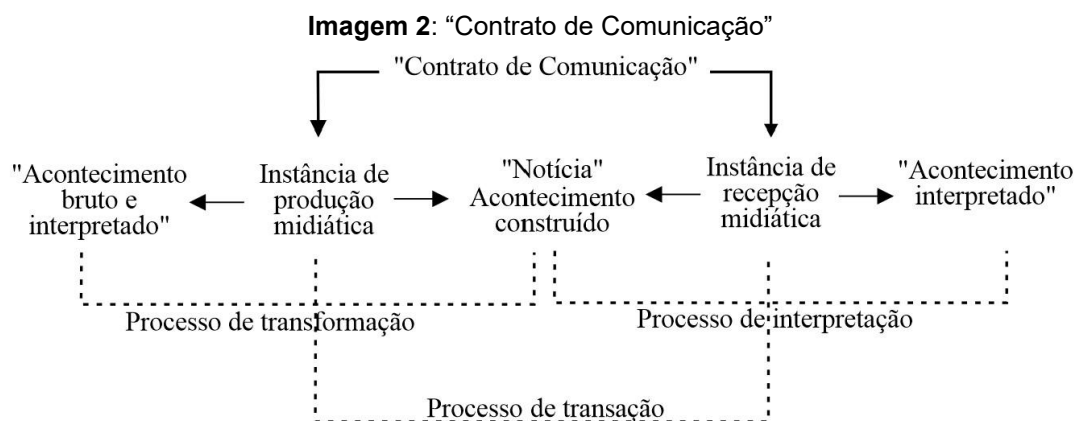 Imagem 2: “Contrato de Comunicação”
"Contrato de Comunicação"
"Acontecimento
bruto e
interpretado"
Instância de
produção
midiática
"Notícia"
Acontecimento
construído
Instância de
recepção
midiática
"Acontecimento
interpretado"
Processo de transformação
Processo de interpretação
Processo de transação